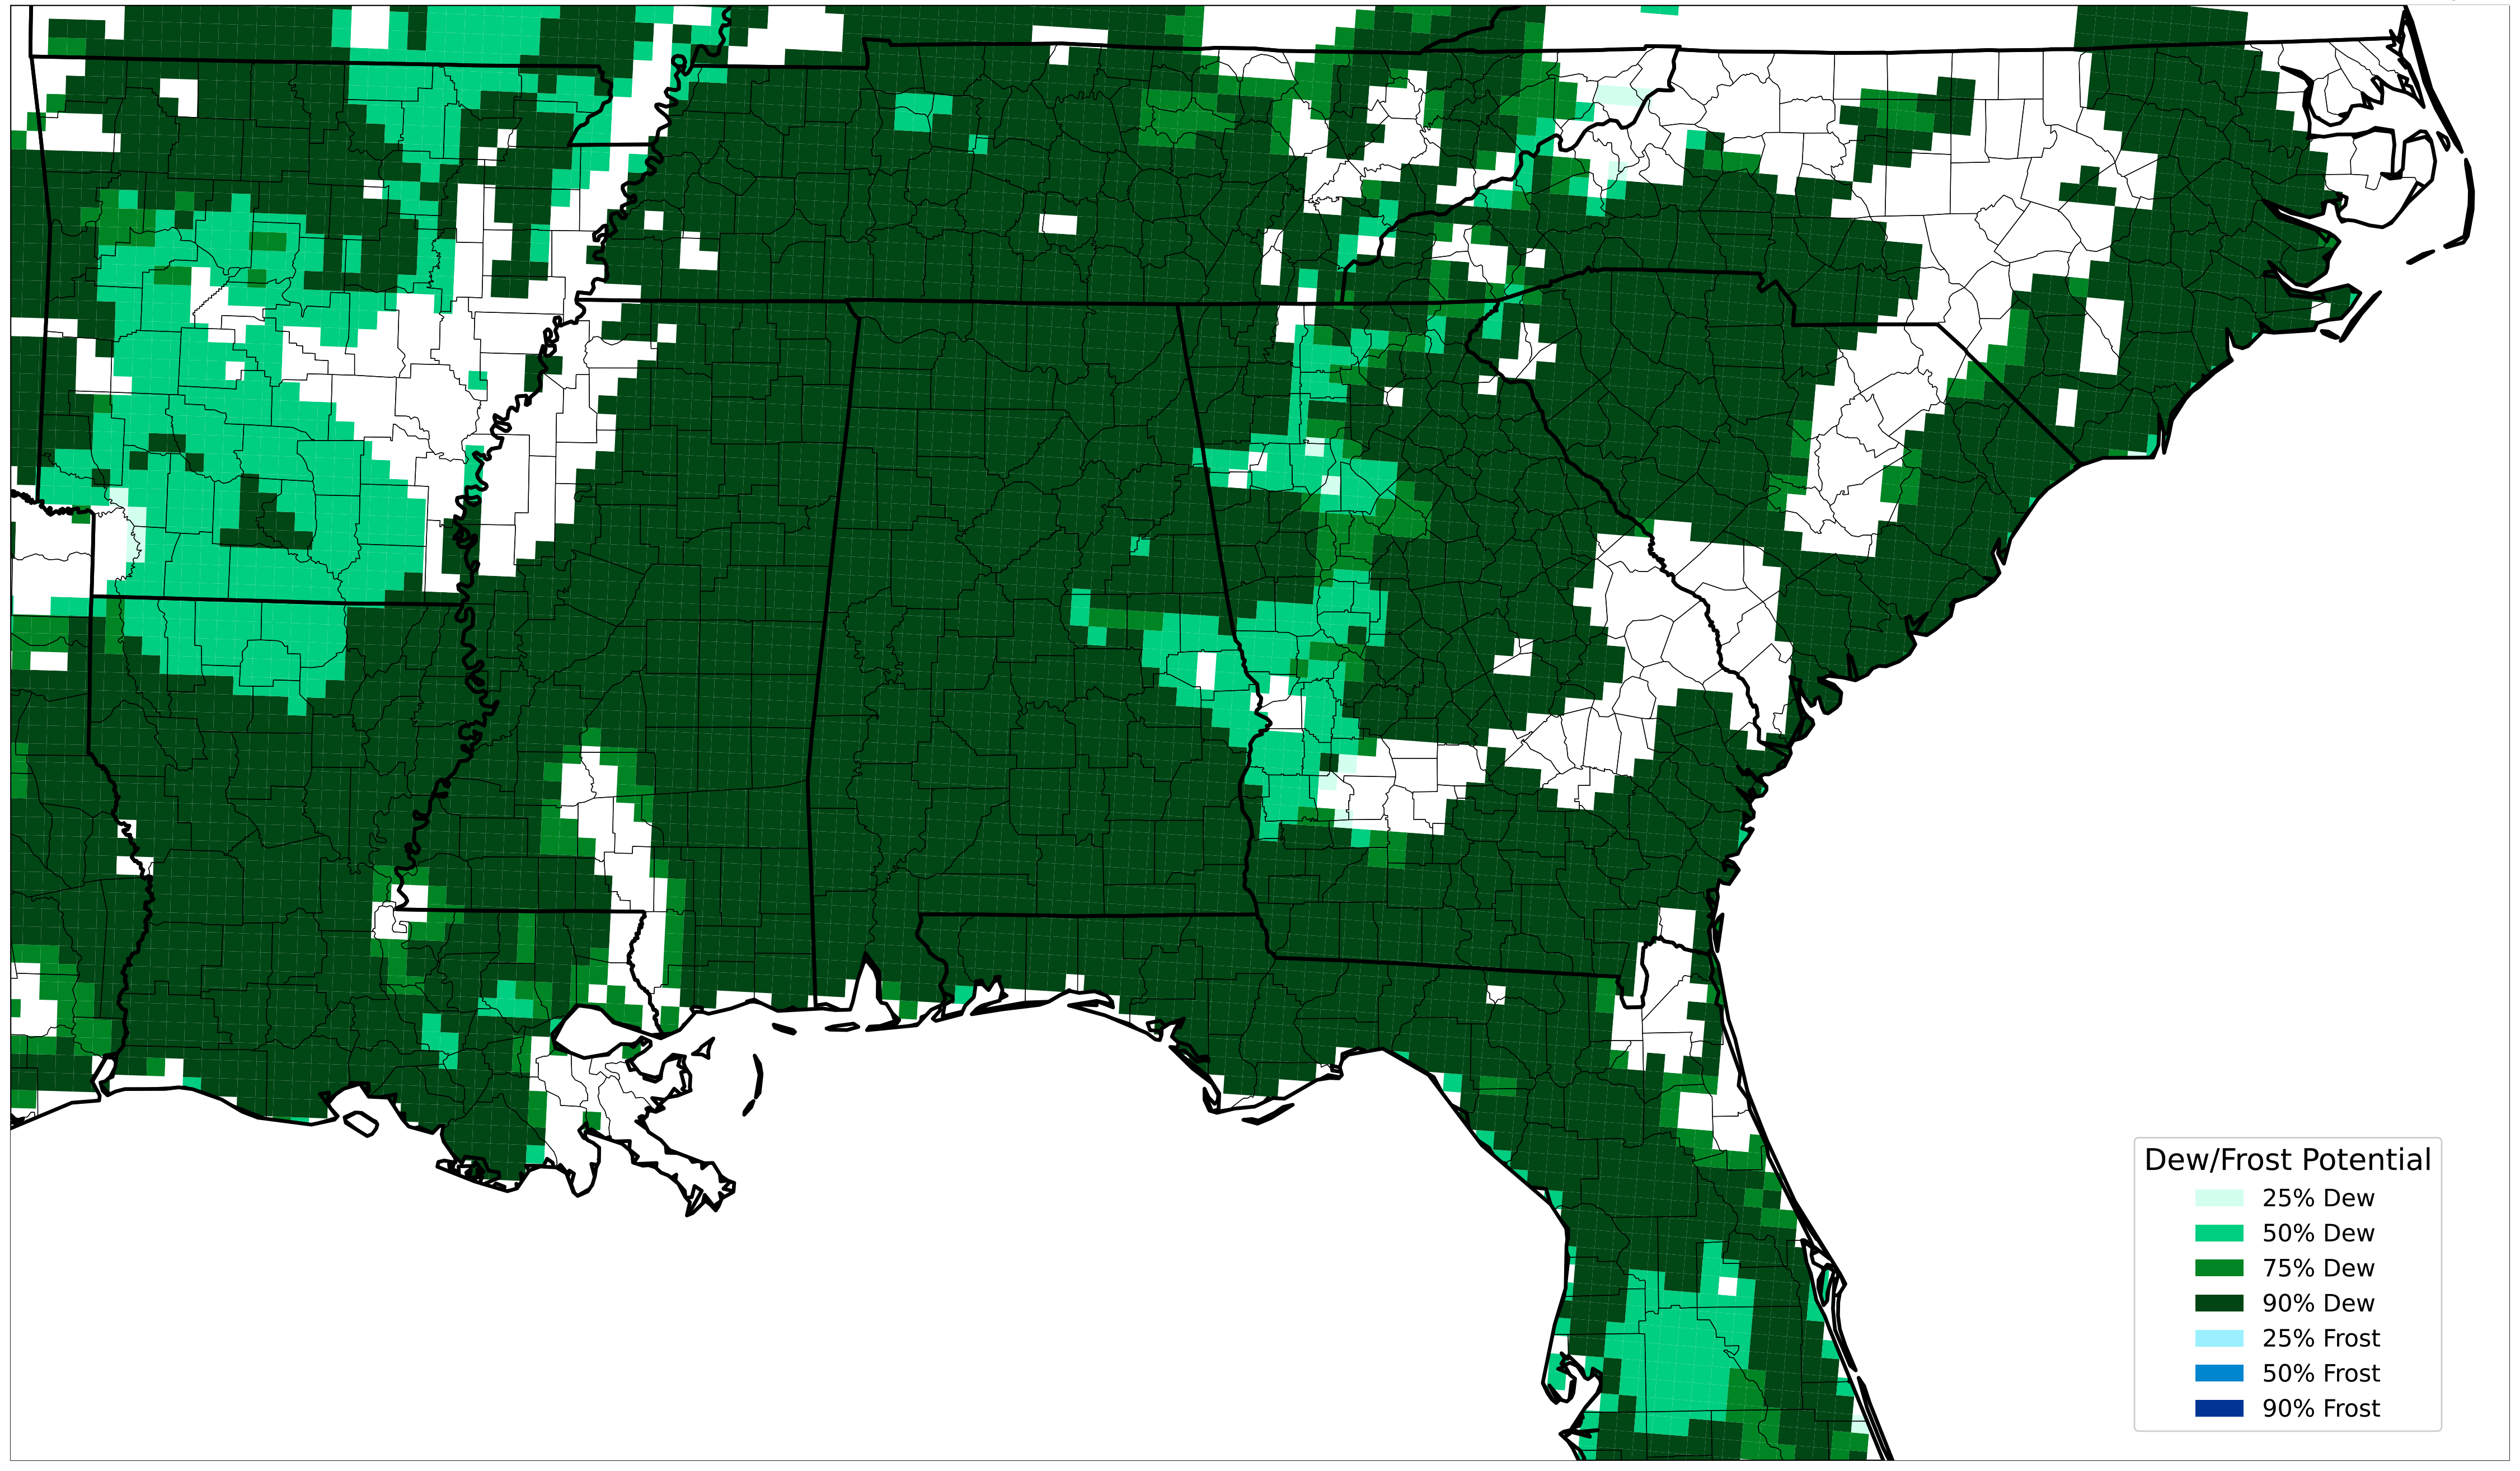 Dew/Frost Potential
25% Dew
50% Dew
75% Dew
90% Dew
25% Frost
50% Frost
90% Frost